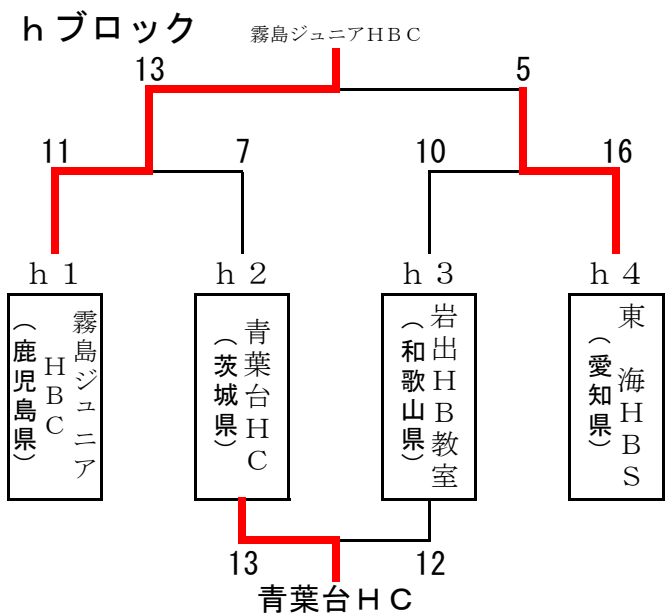 hブロック
霧島ジュニアHBC
13
5
11
7
10
16
h1
h2
h3
h4
霧島ジュニア
HBC
(鹿児島県)
青葉台HC
(茨城県)
岩出HB教室
(和歌山県)
東 海HBS
(愛知県)
13
12
青葉台HC